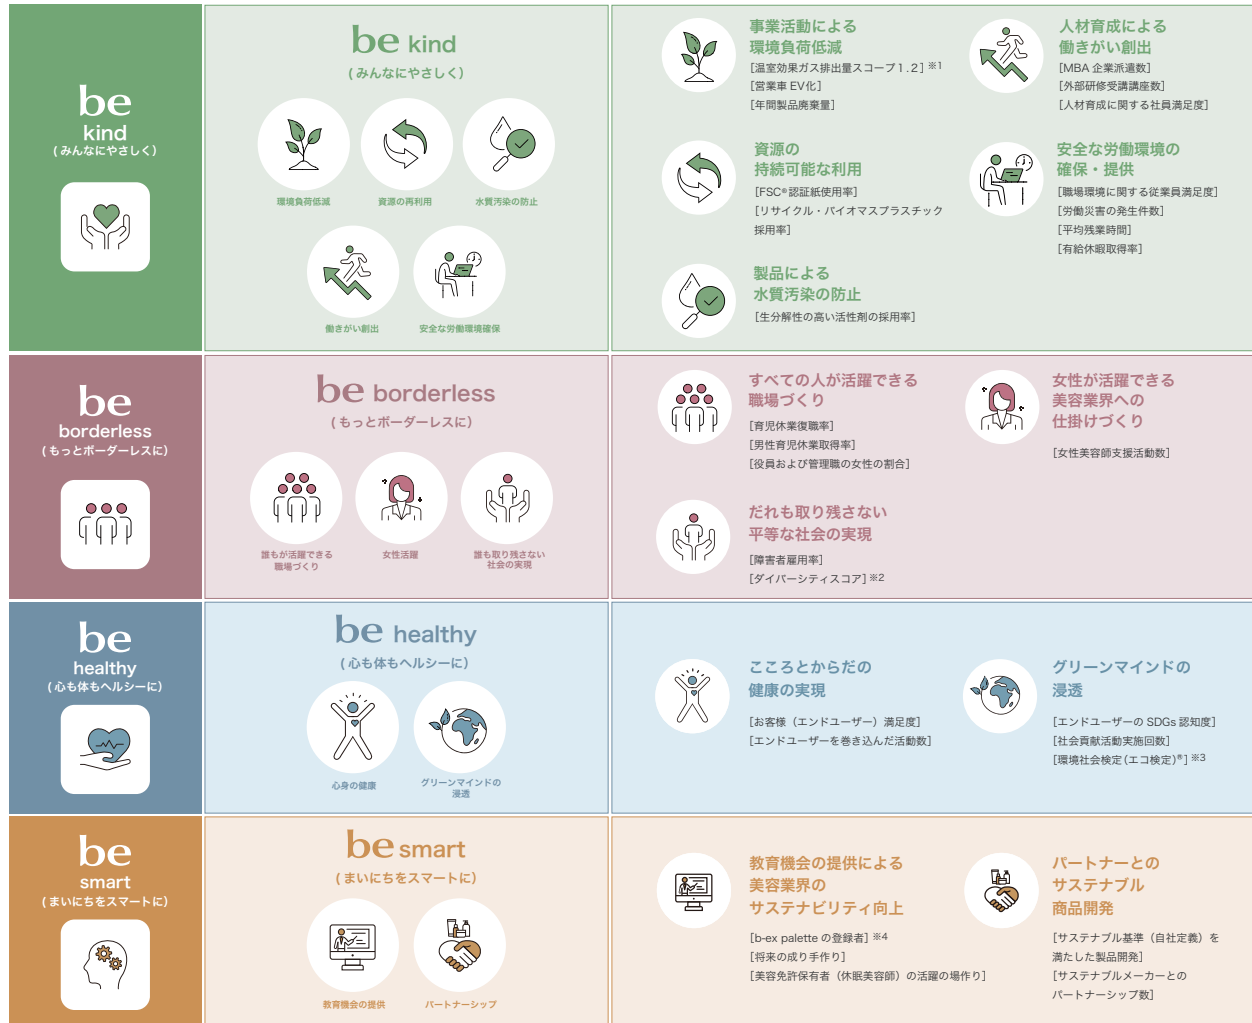 be
kind
(みんなにやさしく)
be kind
(みんなにやさしく)
環境負荷低減
資源の再利用
水質汚染の防止
働きがい創出
安全な労働環境確保
事業活動による
環境負荷低減
[温室効果ガス排出量スコープ1.2]※1
[営業車EV化]
[年間製品廃棄量]
人材育成による
働きがい創出
[MBA企業派遣数]
[外部研修受講講座数]
[人材育成に関する社員満足度]
資源の
持続可能な利用
[FSC®認証紙使用率]
[リサイクル・バイオマスプラスチック
採用率]
安全な労働環境の
確保・提供
[職場環境に関する従業員満足度]
[労働災害の発生件数]
[平均残業時間]
[有給休暇取得率]
製品による
水質汚染の防止
[生分解性の高い活性剤の採用率]
be
borderless
(もっとボーダーレスに)
be borderless
(もっとボーダーレスに)
誰もが活躍できる
職場づくり
女性活躍
誰も取り残さない
社会の実現
すべての人が活躍できる
職場づくり
[育児休業復職率]
[男性育児休業取得率]
[役員および管理職の女性の割合]
女性が活躍できる
美容業界への
仕掛けづくり
[女性美容師支援活動数]
だれも取り残さない
平等な社会の実現
[障害者雇用率]
[ダイバーシティスコア]※2
be
healthy
(心も体もヘルシーに)
be healthy
(心も体もヘルシーに)
心身の健康
グリーンマインドの
浸透
こころとからだの
健康の実現
[お客様(エンドユーザー)満足度]
[エンドユーザーを巻き込んだ活動数]
グリーンマインドの
浸透
[エンドユーザーのSDGs認知度]
[社会貢献活動実施回数]
[環境社会検定(エコ検定)®]※3
be
smart
(まいにちをスマートに)
be smart
(まいにちをスマートに)
教育機会の提供
パートナーシップ
教育機会の提供による
美容業界の
サステナビリティ向上
[b-ex paletteの登録者]※4
[将来の成り手作り]
[美容免許保有者(休眠美容師)の活躍の場作り]
パートナーとの
サステナブル
商品開発
[サステナブル基準(自社定義)を
満たした製品開発]
[サステナブルメーカーとの
パートナーシップ数]